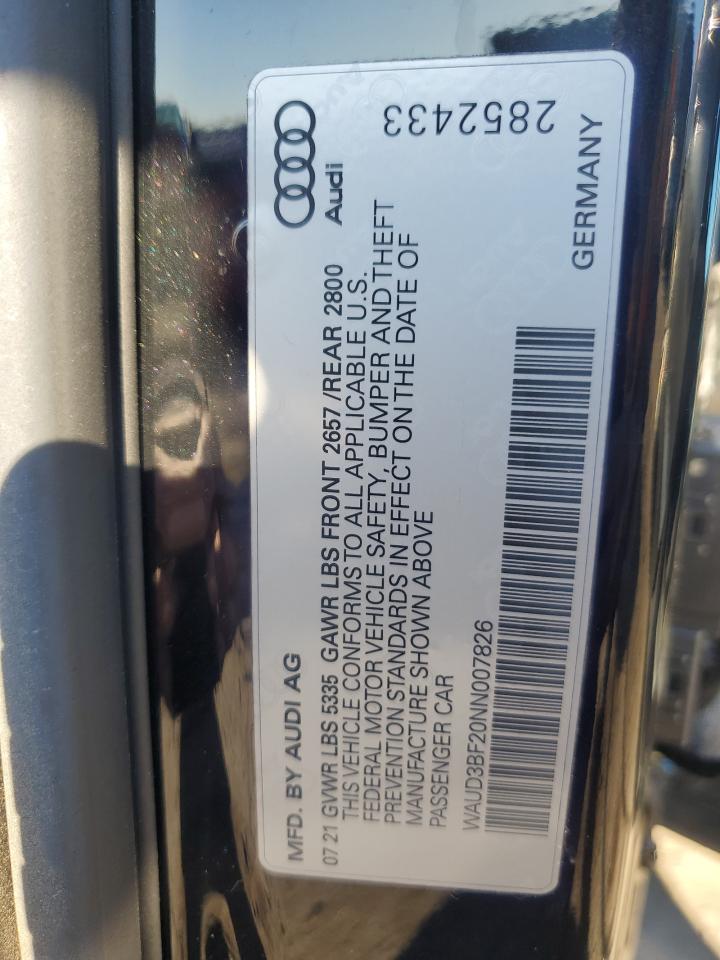 MFD. BY AUDI AG
07 21 GVWR LBS 5335 GAWR LBS FRONT 2657 /REAR 2800
THIS VEHICLE CONFORMS TO ALL APPLICABLE U.S.
FEDERAL MOTOR VEHICLE SAFETY, BUMPER AND THEFT
PREVENTION STANDARDS IN EFFECT ON THE DATE OF
MANUFACTURE SHOWN ABOVE
PASSENGER CAR
WAUD3BF20NN007826
Audi
2852433
GERMANY